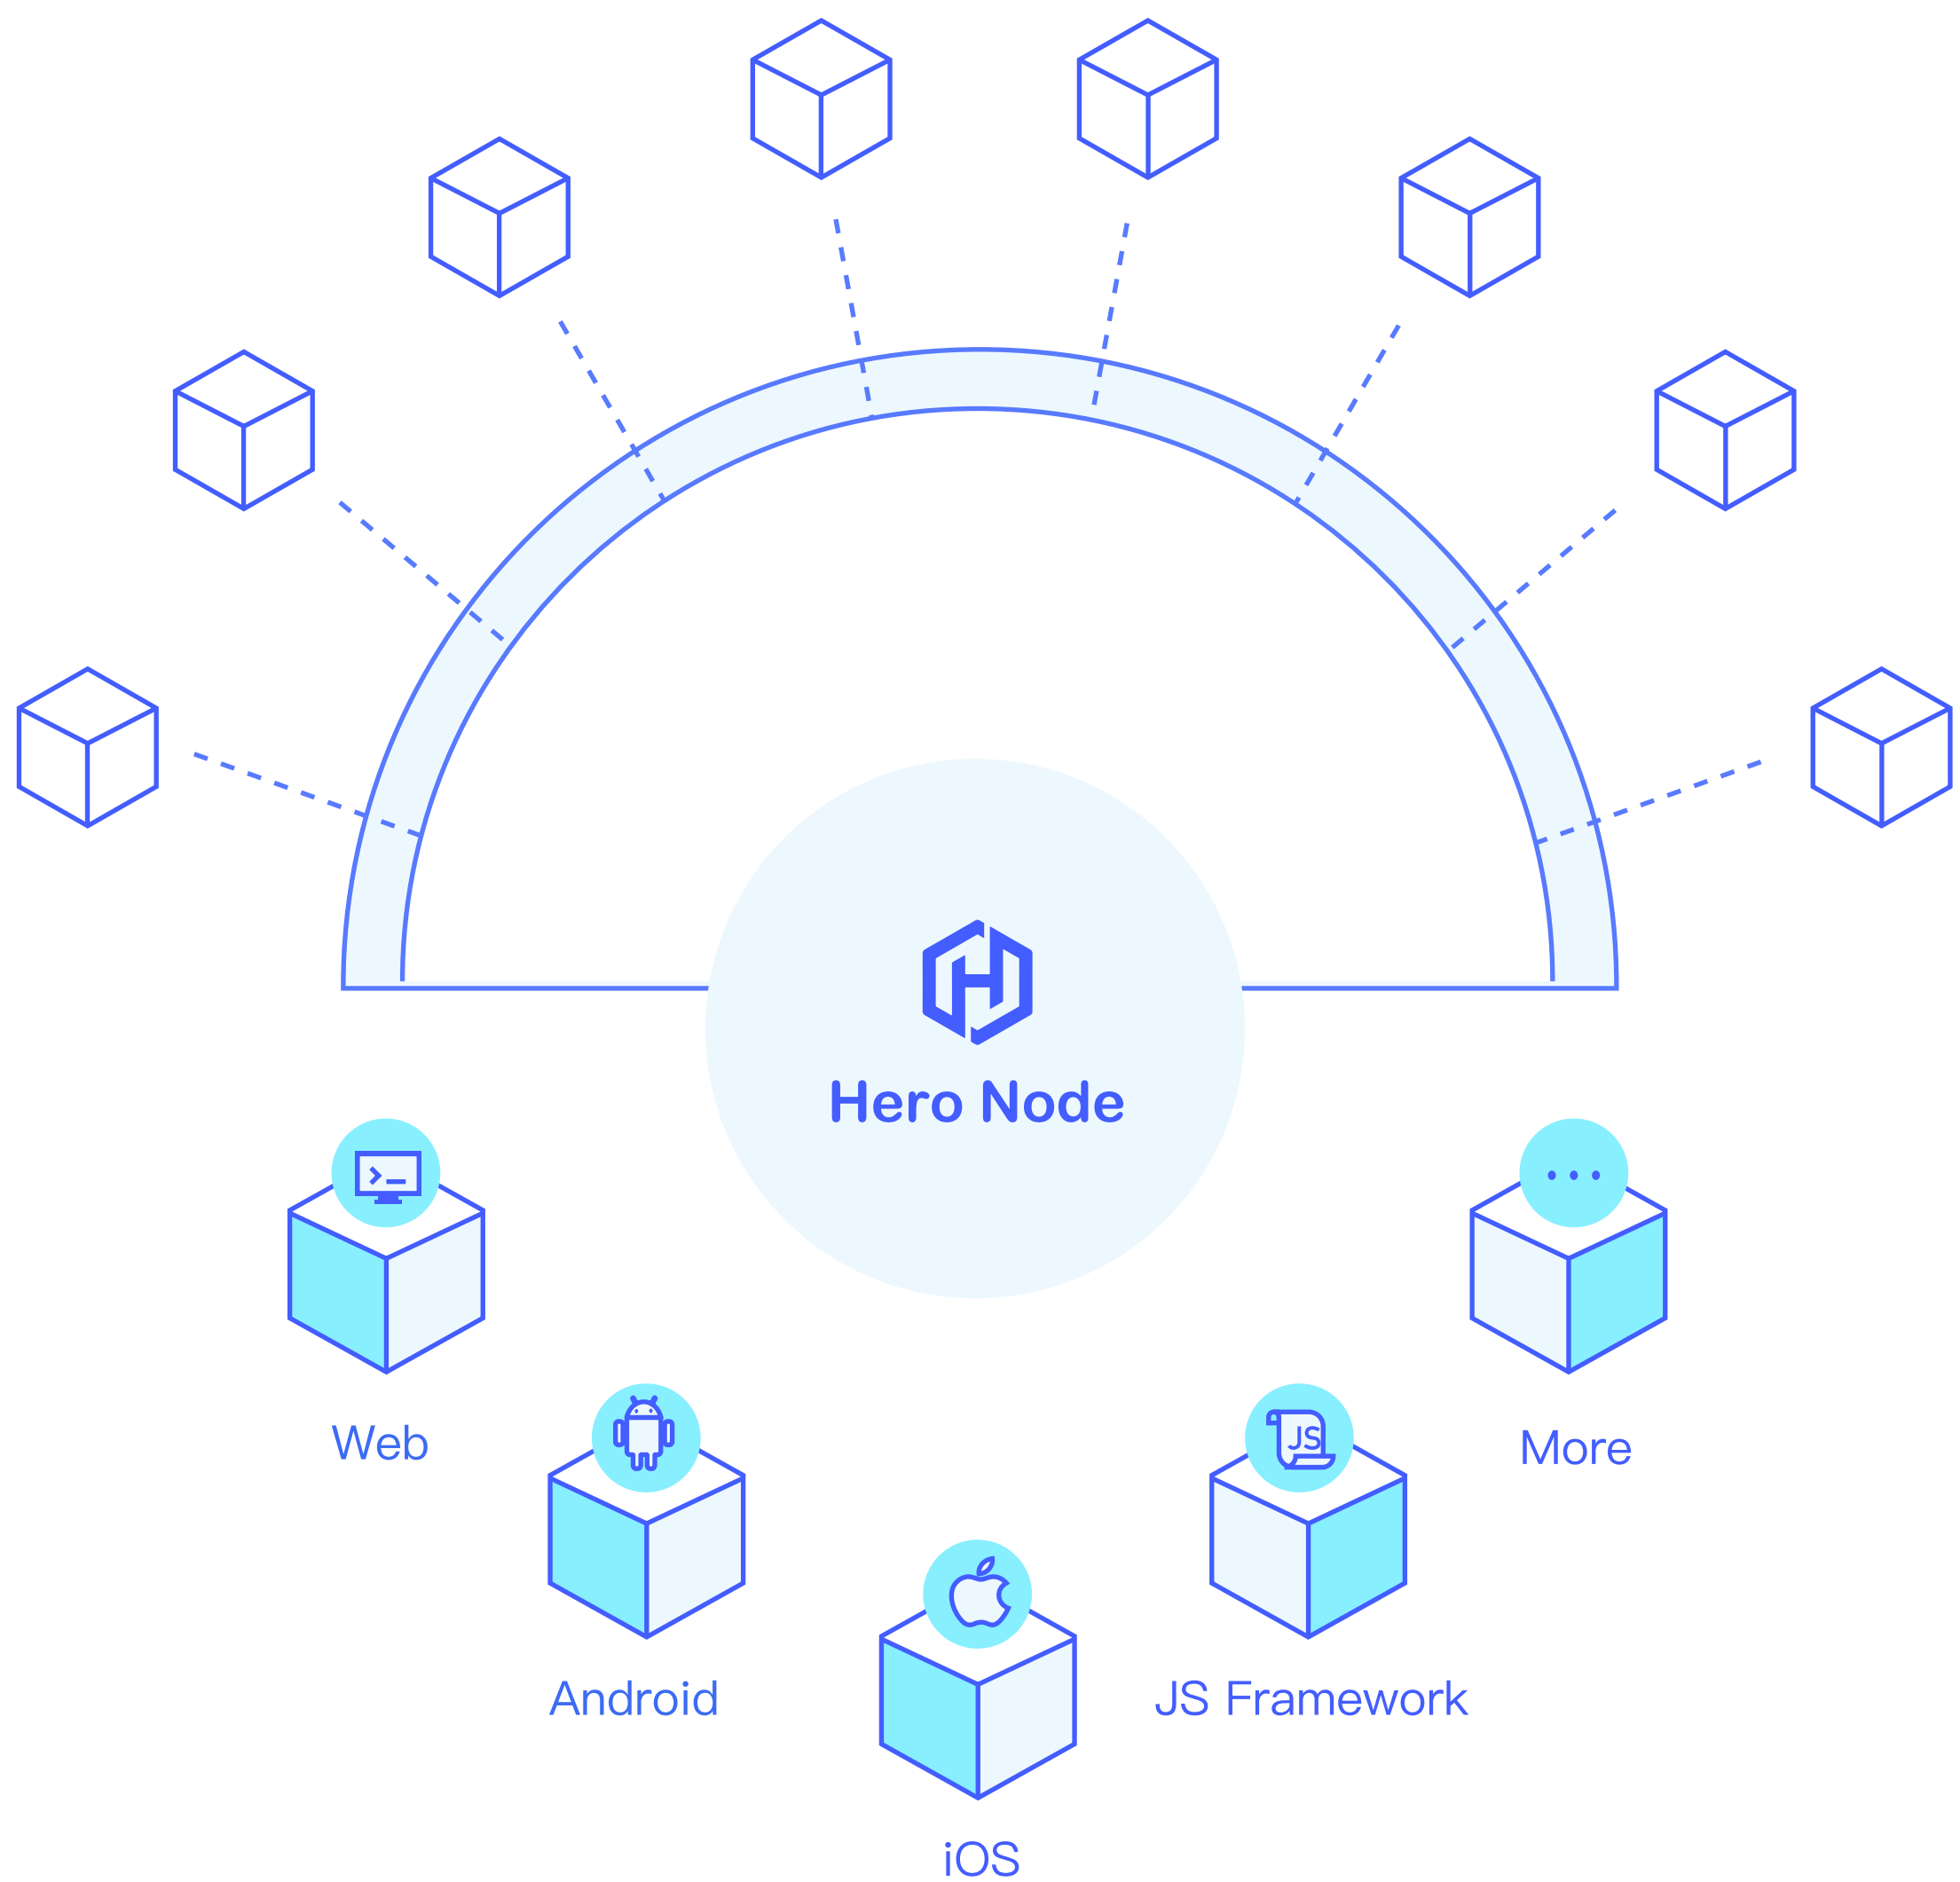 Hero Node
Web
More
Android
JS Framework
iOS
JS